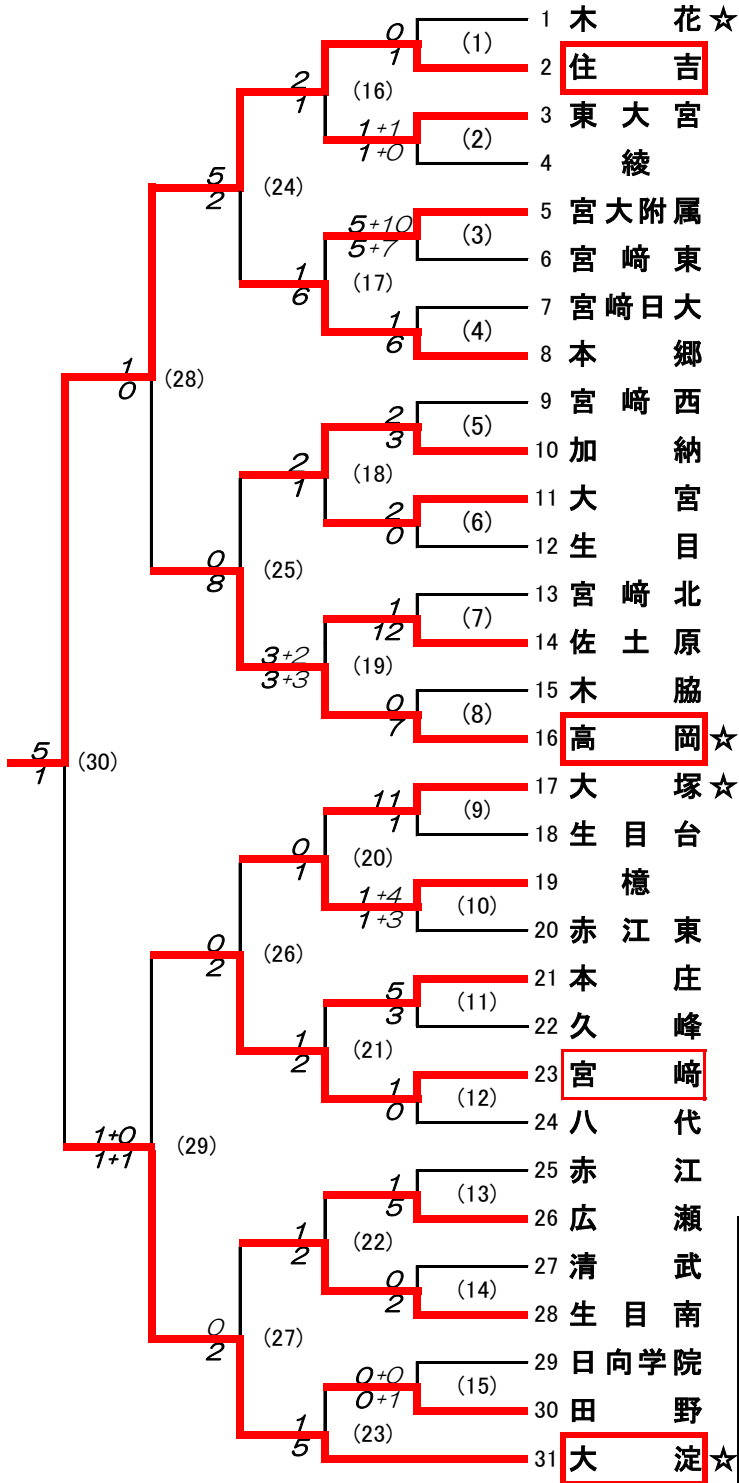 1 木花 ☆
0
1
(1)
2 住吉
2
1
(16)
3 東大宮
1+1
1+0
(2)
4 綾
5
2
(24)
5 宮大附属
5+10
5+7
(3)
6 宮﨑東
1
6
(17)
7 宮﨑日大
1
6
(4)
8 本郷
1
0
(28)
9 宮﨑西
2
3
(5)
10 加納
2
1
(18)
11 大宮
2
0
(6)
12 生目
0
8
(25)
13 宮﨑北
1
12
(7)
14 佐土原
3+2
3+3
(19)
15 木脇
0
7
(8)
16 高岡 ☆
5
1
(30)
17 大塚 ☆
11
1
(9)
18 生目台
0
1
(20)
19 檍
1+4
1+3
(10)
20 赤江東
0
2
(26)
21 本庄
5
3
(11)
22 久峰
1
2
(21)
23 宮﨑
1
0
(12)
24 八代
1+0
1+1
(29)
25 赤江
1
5
(13)
26 広瀬
1
2
(22)
27 清武
0
2
(14)
28 生目南
0
2
(27)
29 日向学院
0+0
0+1
(15)
30 田野
1
5
(23)
31 大淀 ☆